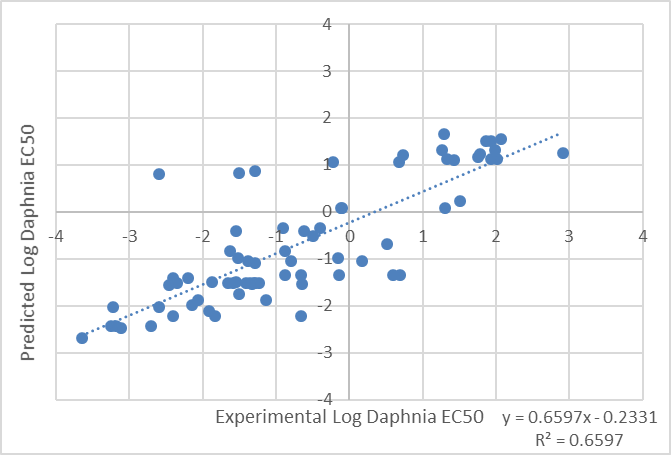 4
3
2
1
0
-4 -3 -2 -1 0 1 2 3 4
-1
-2
-3
-4
Predicted Log Daphnia EC50
Experimental Log Daphnia EC50
y = 0.6597x - 0.2331
R² = 0.6597